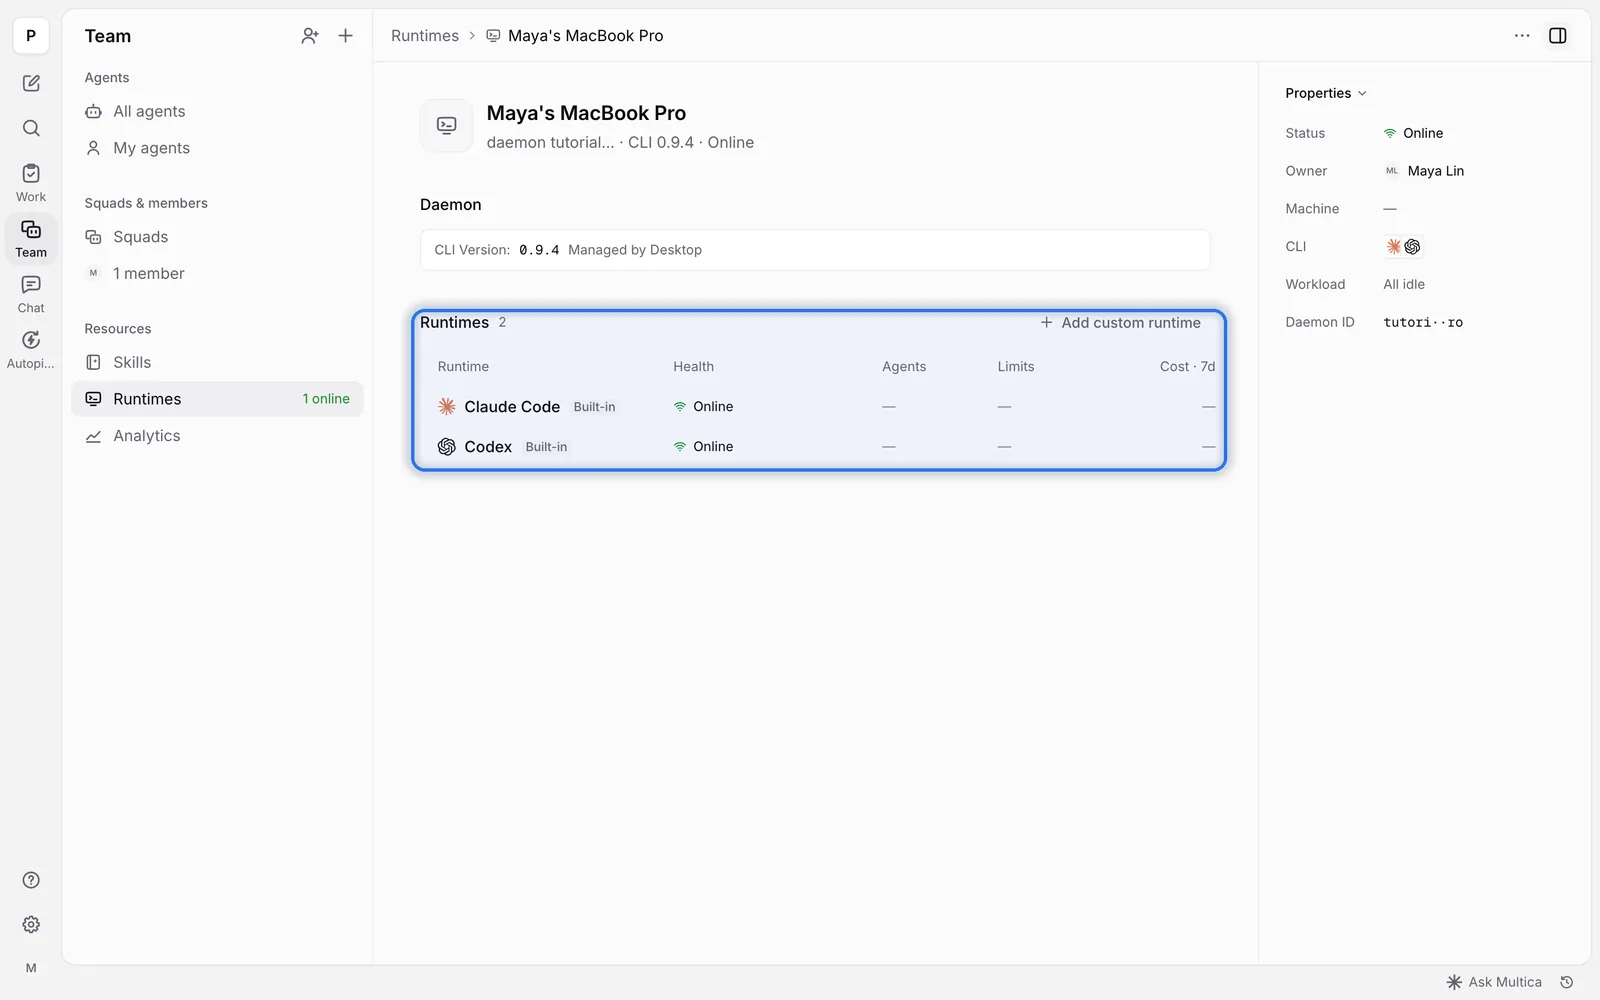 P
Work
Team
Chat
Autopi...
M
Team
Agents
All agents
My agents
Squads & members
Squads
M 1 member
Resources
Skills
Runtimes 1 online
Analytics
Runtimes > Maya's MacBook Pro
Maya's MacBook Pro
daemon tutorial... · CLI 0.9.4 · Online
Daemon
CLI Version: 0.9.4 Managed by Desktop
Runtimes 2 + Add custom runtime
Runtime Health Agents Limits Cost · 7d
Claude Code Built-in Online — — —
Codex Built-in Online — — —
Properties
Status Online
Owner ML Maya Lin
Machine —
CLI
Workload All idle
Daemon ID tutori··ro
Ask Multica